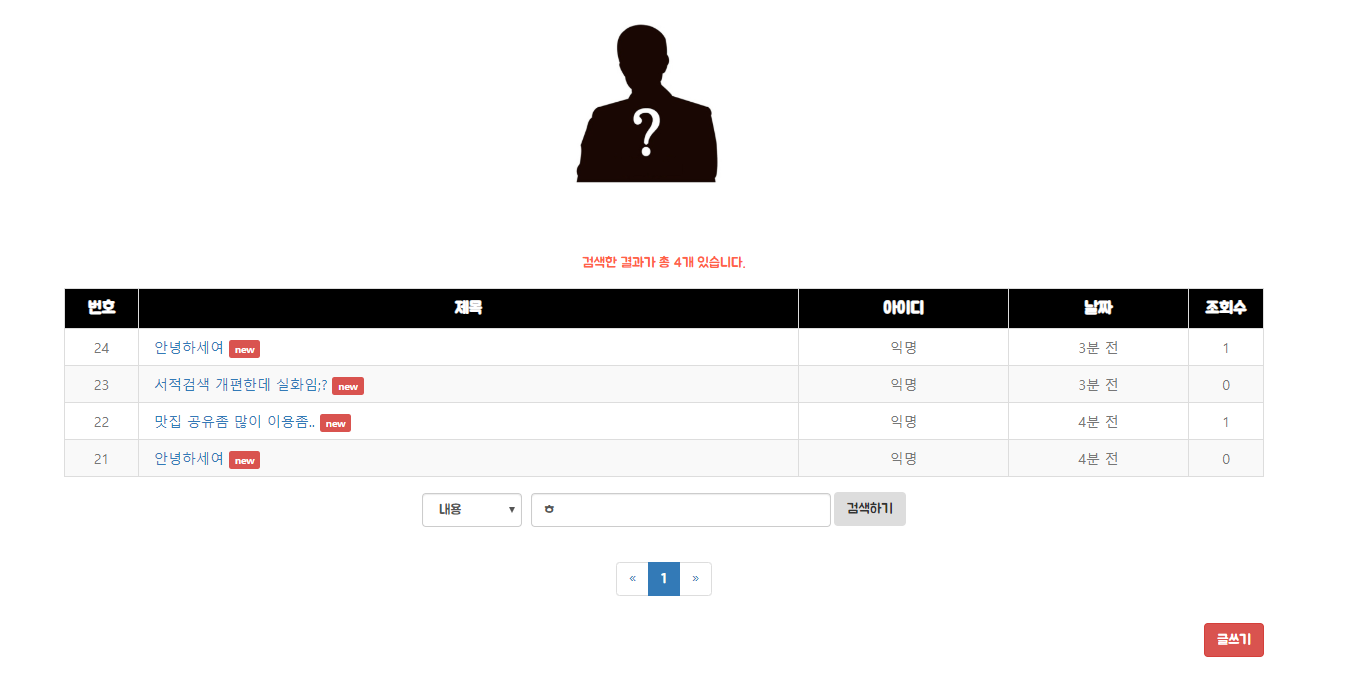 ?
검색한 결과가 총 4개 있습니다.
번호 제목 아이디 날짜 조회수
24 안녕하세여 new 익명 3분 전 1
23 서적검색 개편한데 실화임;? new 익명 3분 전 0
22 맛집 공유좀 많이 이용좀.. new 익명 4분 전 1
21 안녕하세여 new 익명 4분 전 0
내용 ▾ ㅎ 검색하기
« 1 »
글쓰기